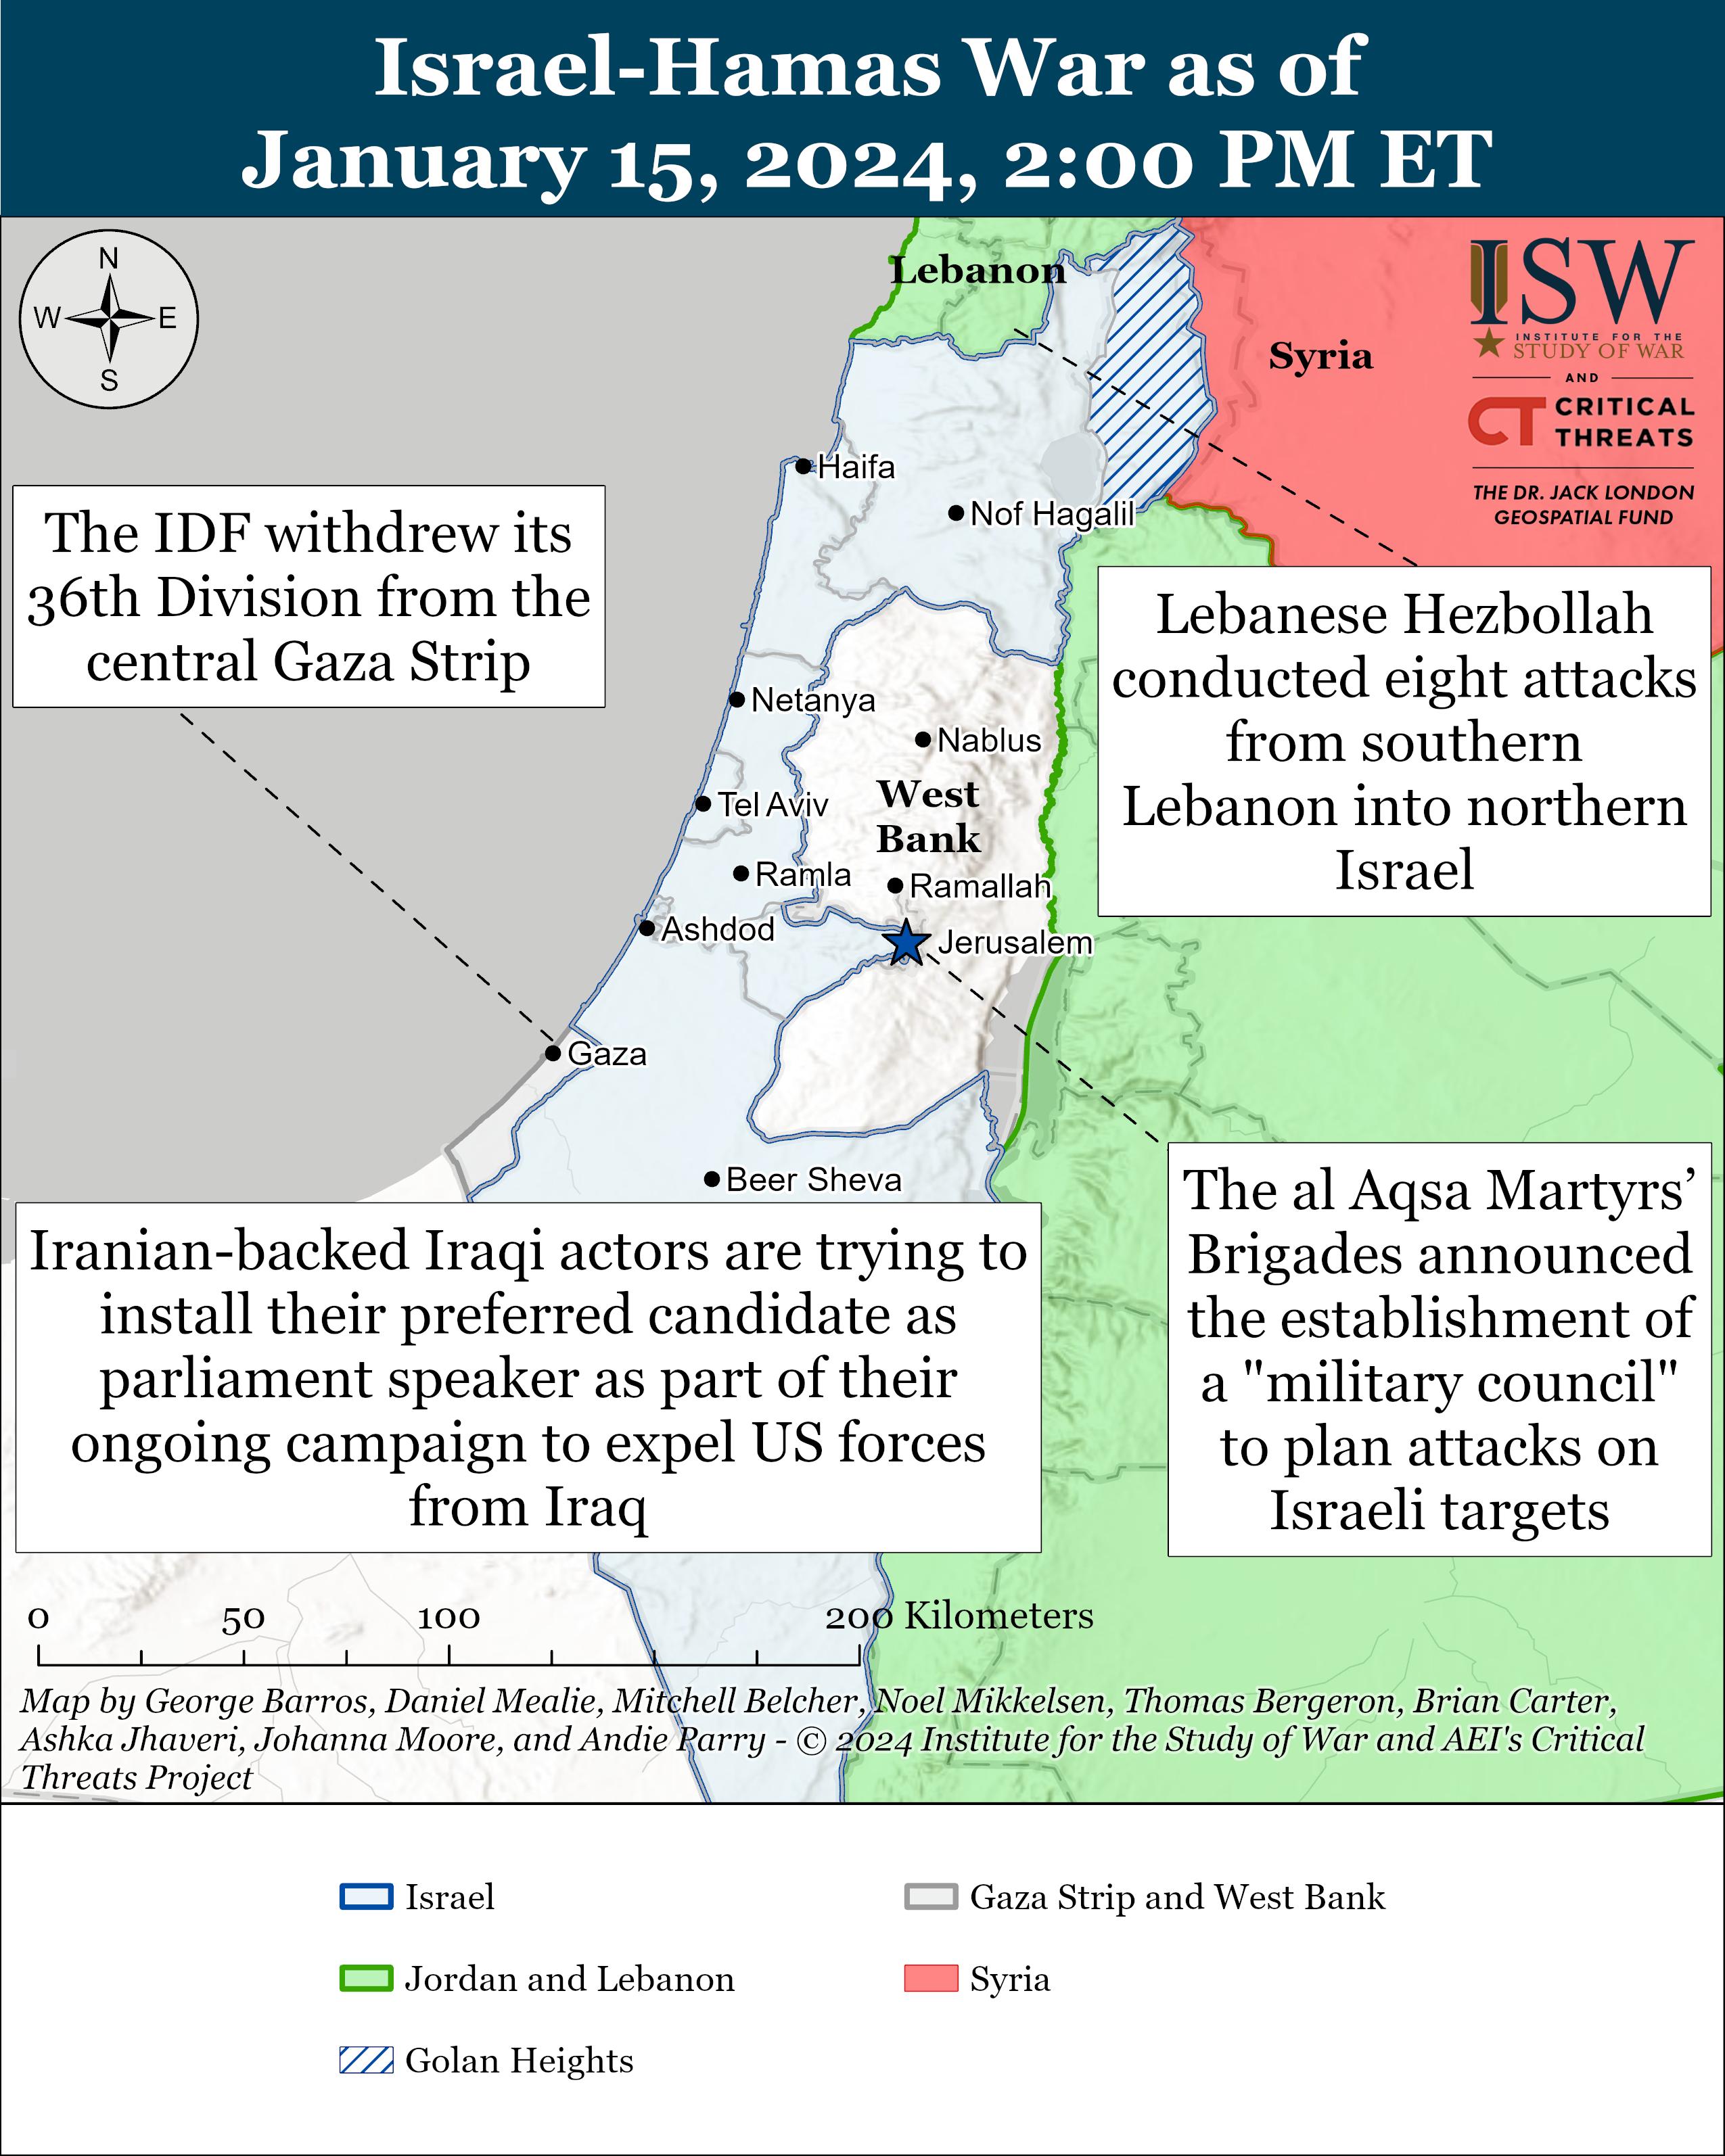 Israel-Hamas War as of
January 15, 2024, 2:00 PM ET
N
W
E
S
Lebanon
Syria
ISW
INSTITUTE FOR THE
STUDY OF WAR
AND
CT CRITICAL
THREATS
THE DR. JACK LONDON
GEOSPATIAL FUND
Haifa
Nof Hagalil
The IDF withdrew its
36th Division from the
central Gaza Strip
Lebanese Hezbollah
conducted eight attacks
from southern
Lebanon into northern
Israel
Netanya
Nablus
West
Bank
Tel Aviv
Ramla
Ramallah
Ashdod
Jerusalem
Gaza
Beer Sheva
The al Aqsa Martyrs’
Brigades announced
the establishment of
a "military council"
to plan attacks on
Israeli targets
Iranian-backed Iraqi actors are trying to
install their preferred candidate as
parliament speaker as part of their
ongoing campaign to expel US forces
from Iraq
0 50 100 200 Kilometers
Map by George Barros, Daniel Mealie, Mitchell Belcher, Noel Mikkelsen, Thomas Bergeron, Brian Carter,
Ashka Jhaveri, Johanna Moore, and Andie Parry - © 2024 Institute for the Study of War and AEI's Critical
Threats Project
Israel
Gaza Strip and West Bank
Jordan and Lebanon
Syria
Golan Heights